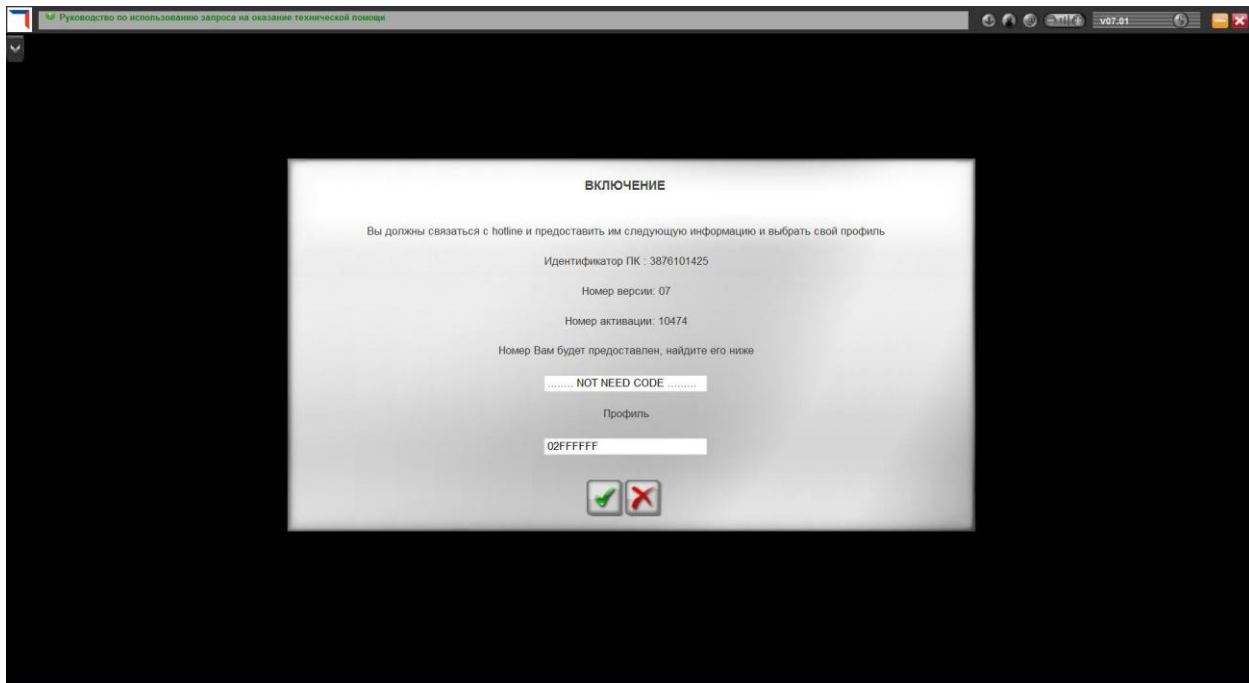 Руководство по использованию запроса на оказание технической помощи
v07.01
ВКЛЮЧЕНИЕ
Вы должны связаться с hotline и предоставить им следующую информацию и выбрать свой профиль
Идентификатор ПК : 3876101425
Номер версии: 07
Номер активации: 10474
Номер Вам будет предоставлен, найдите его ниже
........ NOT NEED CODE .........
Профиль
02FFFFFF